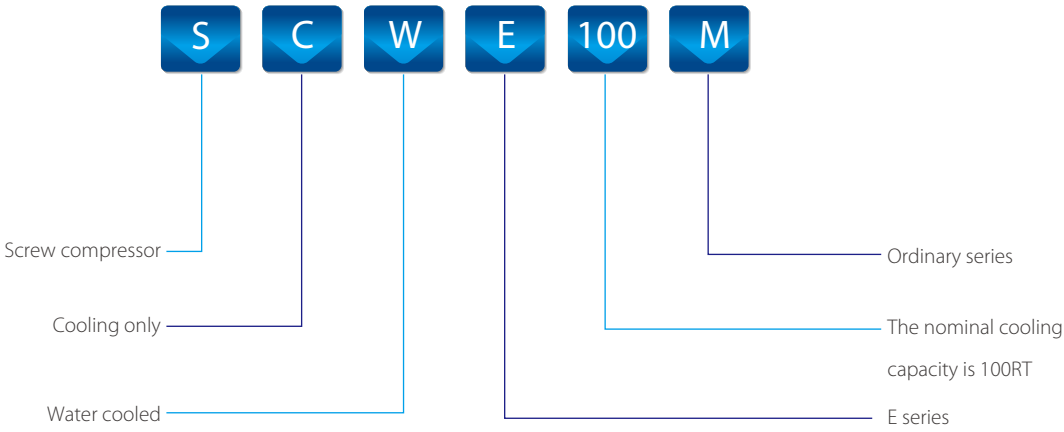 S C W E 100 M
Screw compressor
Ordinary series
Cooling only
The nominal cooling
capacity is 100RT
Water cooled
E series